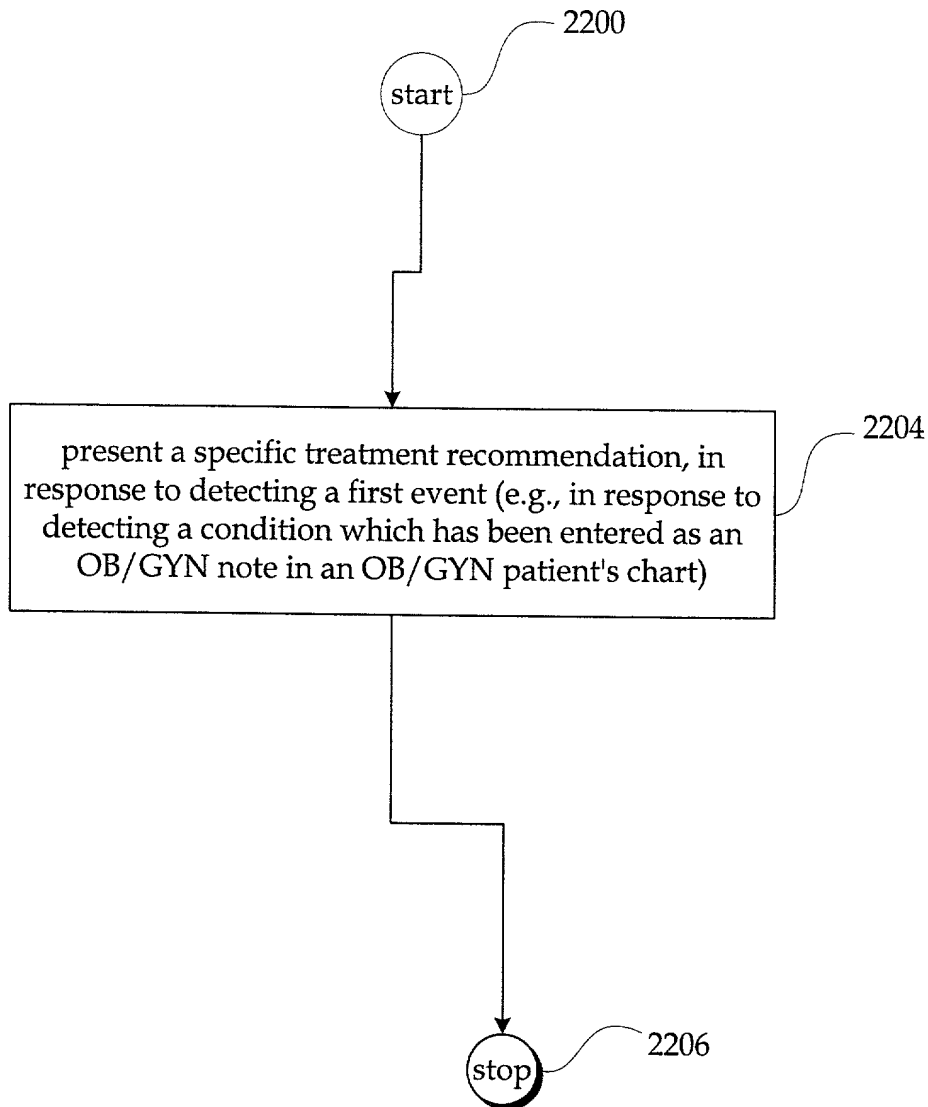 2200
start
2204
present a specific treatment recommendation, in
response to detecting a first event (e.g., in response to
detecting a condition which has been entered as an
OB/GYN note in an OB/GYN patient's chart)
2206
stop